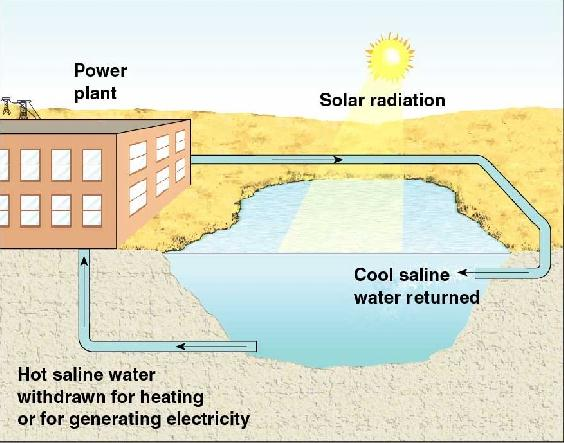 Power
plant
Solar radiation
Cool saline
water returned
Hot saline water
withdrawn for heating
or for generating electricity